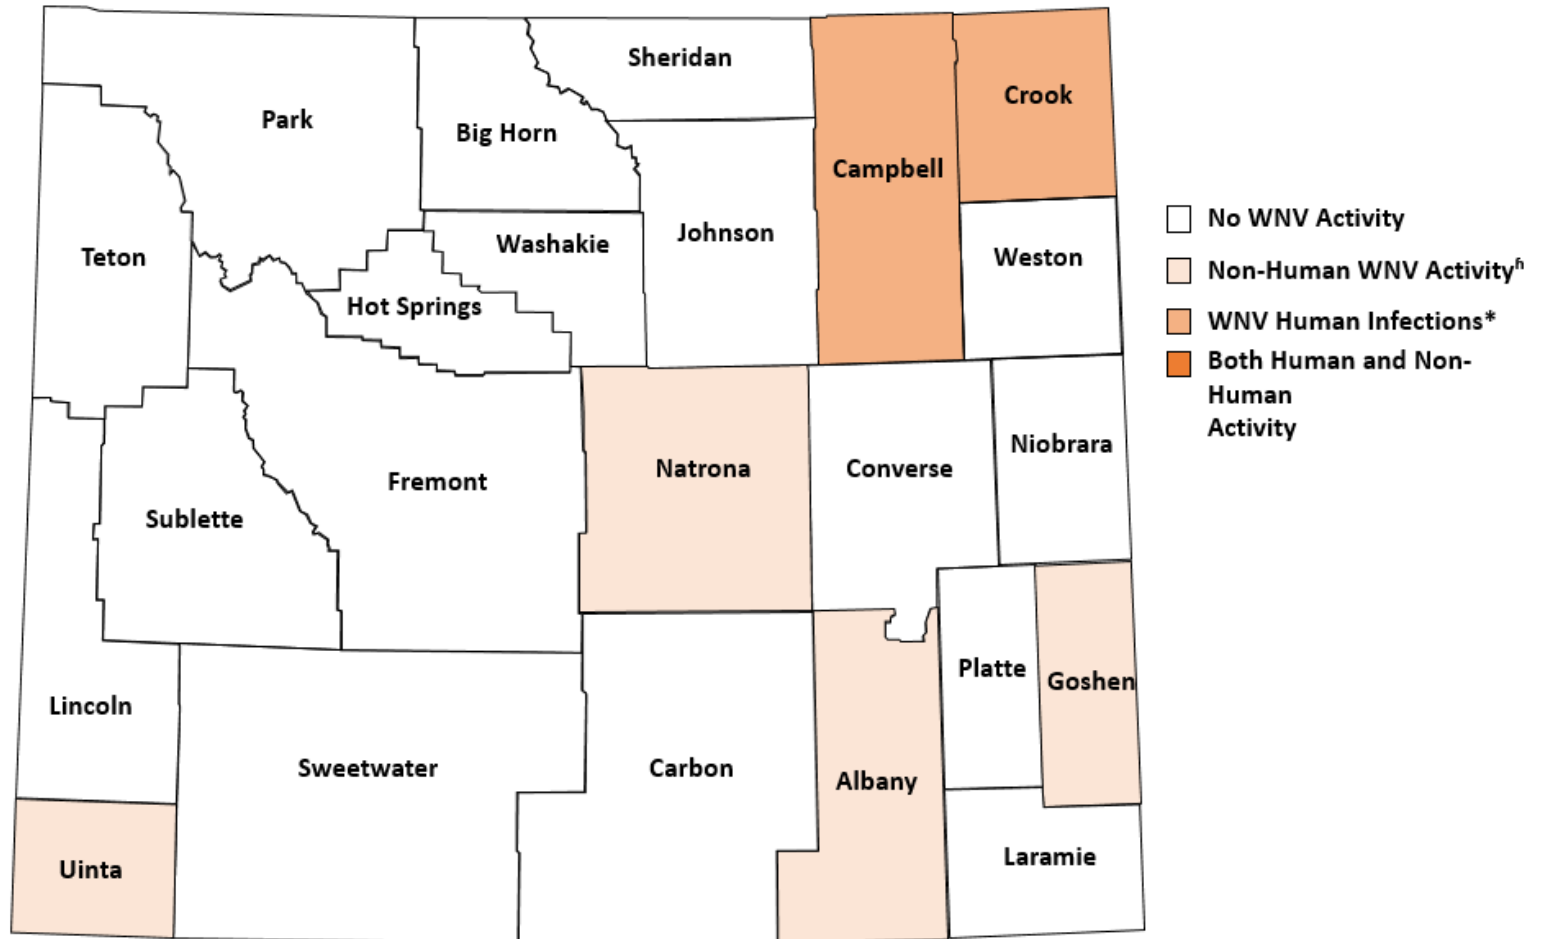 Sheridan
Crook
Park
Big Horn
Campbell
Johnson
Washakie
Teton
Weston
Hot Springs
Niobrara
Natrona
Converse
Fremont
Sublette
Platte
Goshen
Lincoln
Sweetwater
Carbon
Albany
Laramie
Uinta
No WNV Activity
Non-Human WNV Activityʱ
WNV Human Infections*
Both Human and Non-
Human
Activity